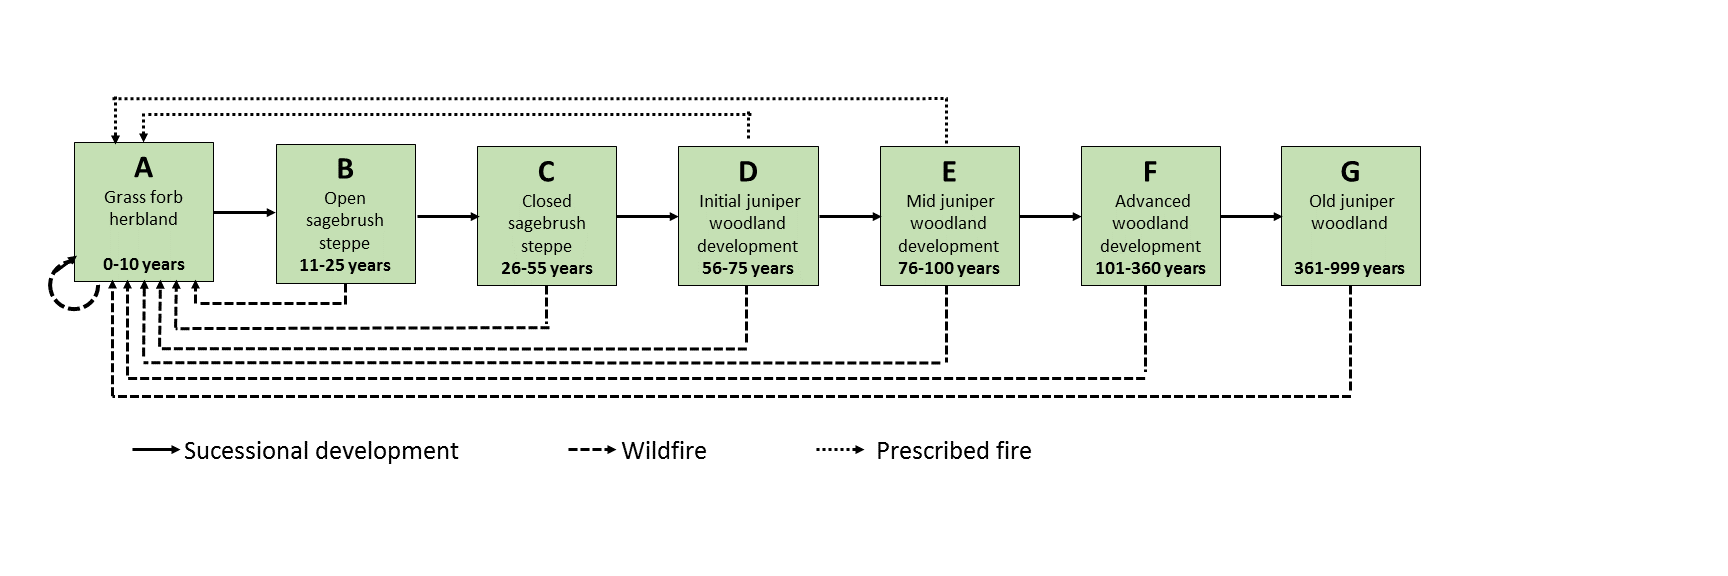 A
Grass forb
herbland
0-10 years
B
Open
sagebrush
steppe
11-25 years
C
Closed
sagebrush
steppe
26-55 years
D
Initial juniper
woodland
development
56-75 years
E
Mid juniper
woodland
development
76-100 years
F
Advanced
woodland
development
101-360 years
G
Old juniper
woodland
361-999 years
Sucessional development
Wildfire
Prescribed fire